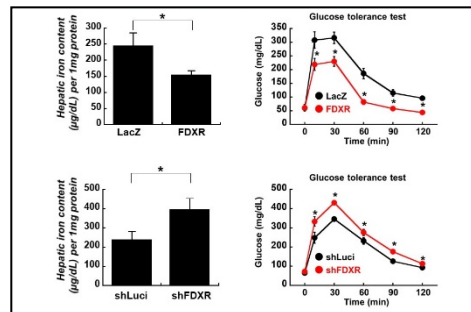 Hepatic iron content
(µg/dL) per 1mg protein
300
250
200
150
100
50
0
*
LacZ FDXR
Glucose tolerance test
Glucose (mg/dL)
400
350
300
250
200
150
100
50
0
* * * * *
LacZ
FDXR
0 10 30 60 90 120
Time (min)
Hepatic iron content
(µg/dL) per 1mg protein
500
400
300
200
100
0
*
shLuci shFDXR
Glucose tolerance test
Glucose (mg/dL)
500
400
300
200
100
0
* * * * *
shLuci
shFDXR
0 10 30 60 90 120
Time (min)